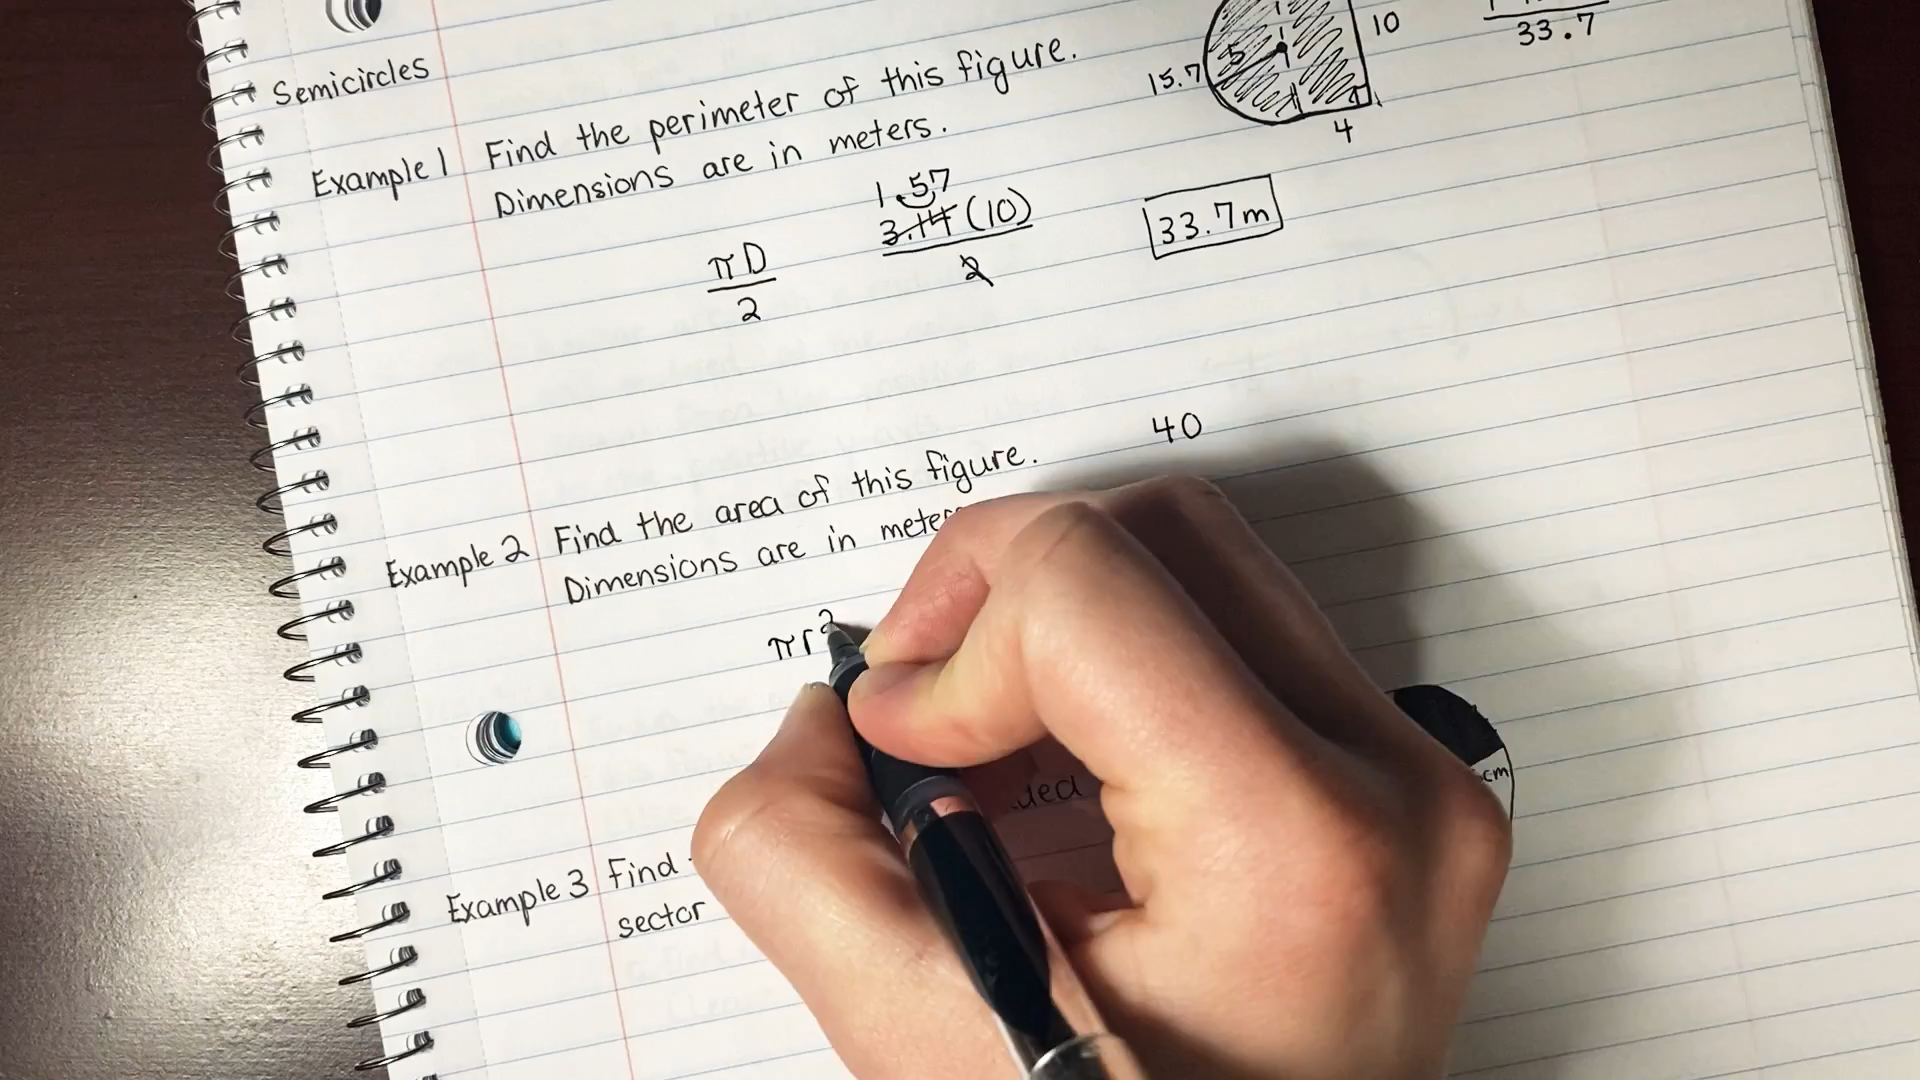 Semicircles
Example 1 Find the perimeter of this figure.
Dimensions are in meters.
15.7
5
10
4
33.7
πD
2
1.57
3.14 (10)
2
33.7m
Example 2 Find the area of this figure.
Dimensions are in meters
40
πr²
Example 3 Find
sector
cm